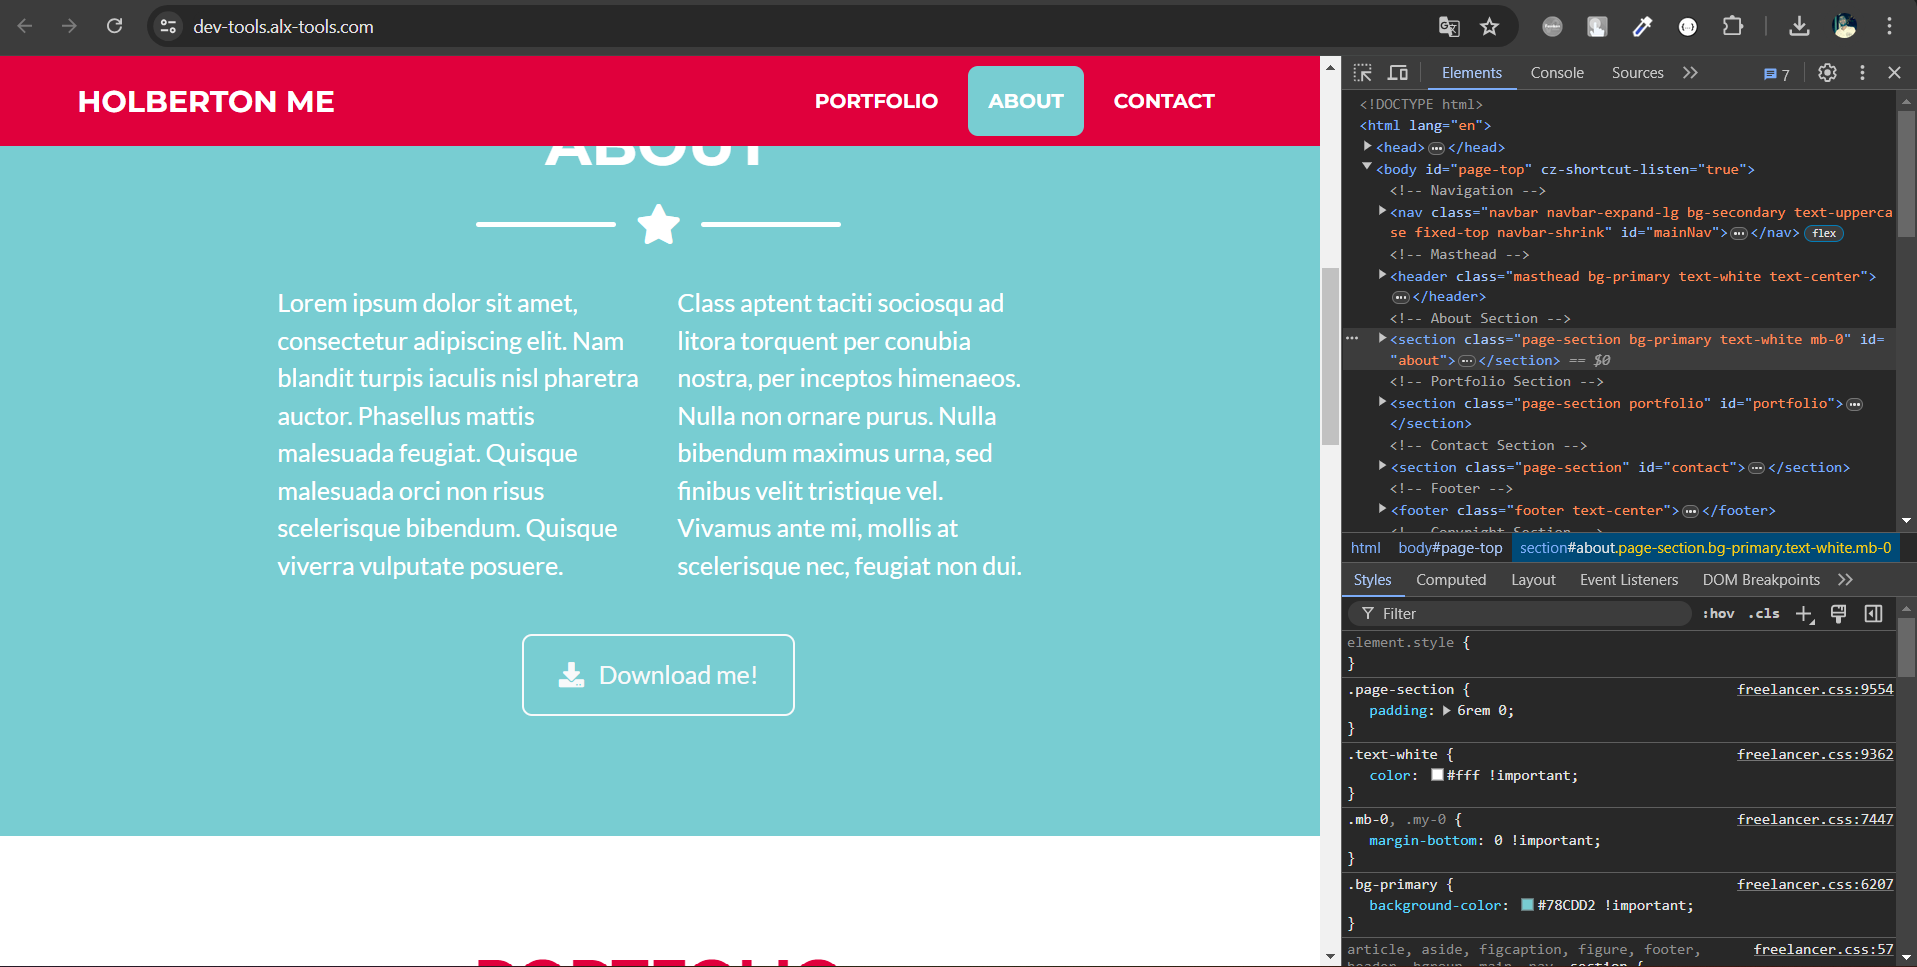 dev-tools.alx-tools.com
HOLBERTON ME
PORTFOLIO
ABOUT
CONTACT
ABOUT
Lorem ipsum dolor sit amet,
consectetur adipiscing elit. Nam
blandit turpis iaculis nisl pharetra
auctor. Phasellus mattis
malesuada feugiat. Quisque
malesuada orci non risus
scelerisque bibendum. Quisque
viverra vulputate posuere.
Class aptent taciti sociosqu ad
litora torquent per conubia
nostra, per inceptos himenaeos.
Nulla non ornare purus. Nulla
bibendum maximus urna, sed
finibus velit tristique vel.
Vivamus ante mi, mollis at
scelerisque nec, feugiat non dui.
Download me!
PORTFOLIO
Elements Console Sources 7
<!DOCTYPE html>
<html lang="en">
<head>…</head>
<body id="page-top" cz-shortcut-listen="true">
<!-- Navigation -->
<nav class="navbar navbar-expand-lg bg-secondary text-upperca
se fixed-top navbar-shrink" id="mainNav">…</nav> flex
<!-- Masthead -->
<header class="masthead bg-primary text-white text-center">
…</header>
<!-- About Section -->
<section class="page-section bg-primary text-white mb-0" id=
"about">…</section> == $0
<!-- Portfolio Section -->
<section class="page-section portfolio" id="portfolio">…
</section>
<!-- Contact Section -->
<section class="page-section" id="contact">…</section>
<!-- Footer -->
<footer class="footer text-center">…</footer>
<!-- Copyright Section -->
html body#page-top section#about.page-section.bg-primary.text-white.mb-0
Styles Computed Layout Event Listeners DOM Breakpoints
Filter :hov .cls
element.style {
}
.page-section { freelancer.css:9554
padding: 6rem 0;
}
.text-white { freelancer.css:9362
color: #fff !important;
}
.mb-0, .my-0 { freelancer.css:7447
margin-bottom: 0 !important;
}
.bg-primary { freelancer.css:6207
background-color: #78CDD2 !important;
}
article, aside, figcaption, figure, footer, freelancer.css:57
header, hgroup, main, nav, section {